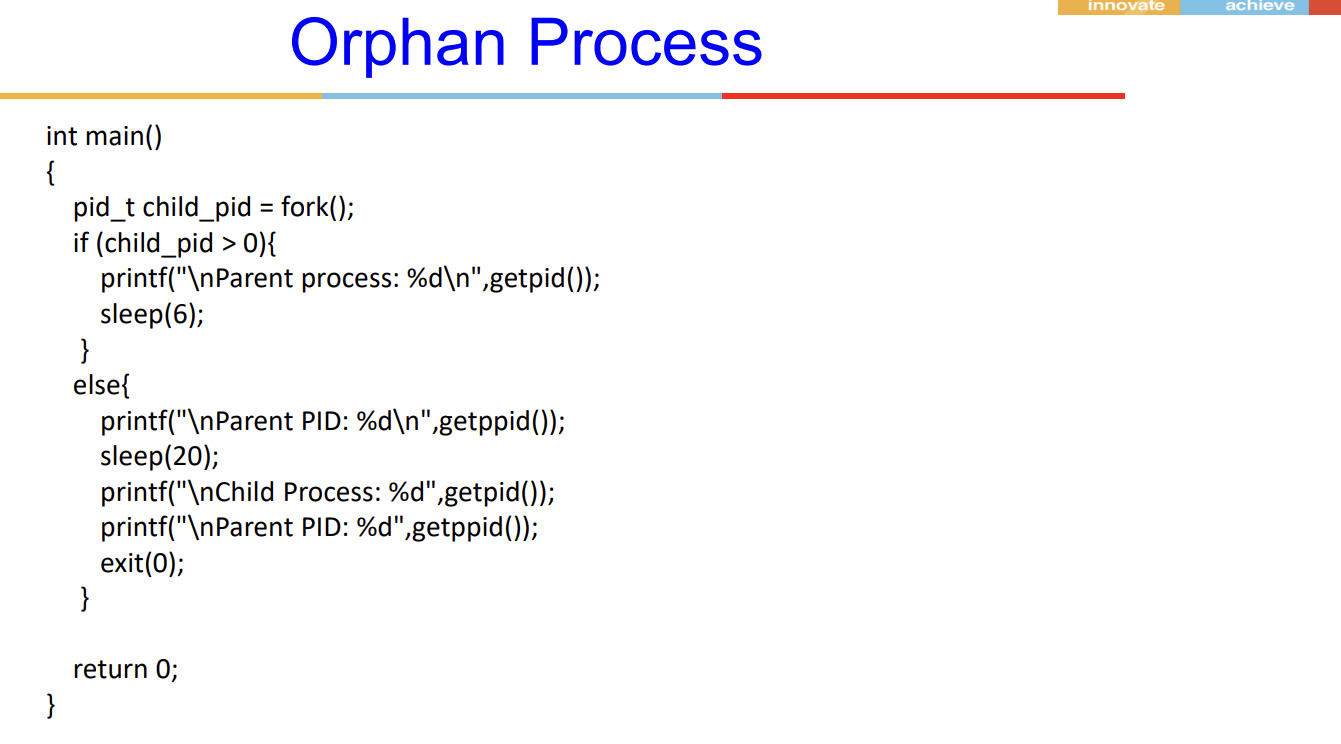 innovate achieve
Orphan Process
int main()
{
pid_t child_pid = fork();
if (child_pid > 0){
printf("\nParent process: %d\n",getpid());
sleep(6);
}
else{
printf("\nParent PID: %d\n",getppid());
sleep(20);
printf("\nChild Process: %d",getpid());
printf("\nParent PID: %d",getppid());
exit(0);
}
return 0;
}